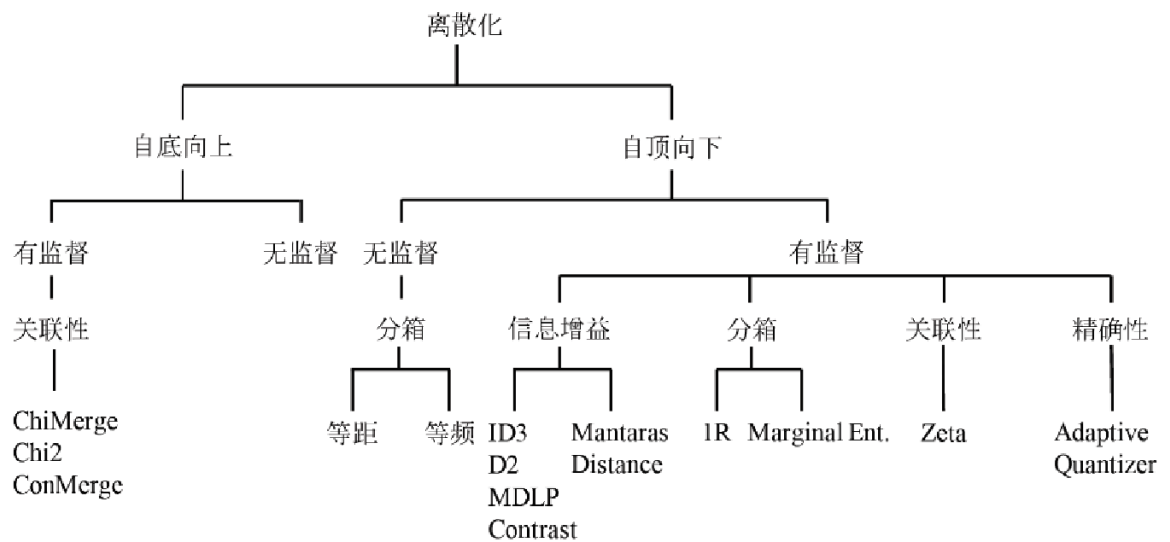 离散化
自底向上
自顶向下
有监督
无监督
无监督
有监督
关联性
分箱
信息增益
分箱
关联性
精确性
ChiMerge
Chi2
ConMerge
等距
等频
ID3
D2
MDLP
Contrast
Mantaras
Distance
1R
Marginal Ent.
Zeta
Adaptive
Quantizer